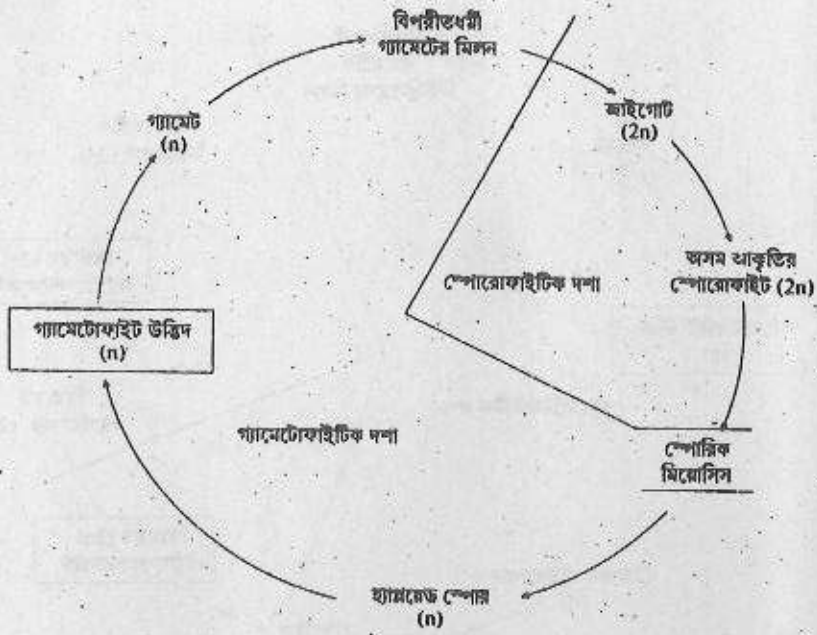 বিপরীতধর্মী
গ্যামেটের মিলন
জাইগোট
(2n)
অসম আকৃতির
স্পোরোফাইট (2n)
স্পোরিক
মিয়োসিস
হ্যাপ্লয়েড স্পোর
(n)
গ্যামেটোফাইট উদ্ভিদ
(n)
গ্যামেট
(n)
স্পোরোফাইটিক দশা
গ্যামেটোফাইটিক দশা